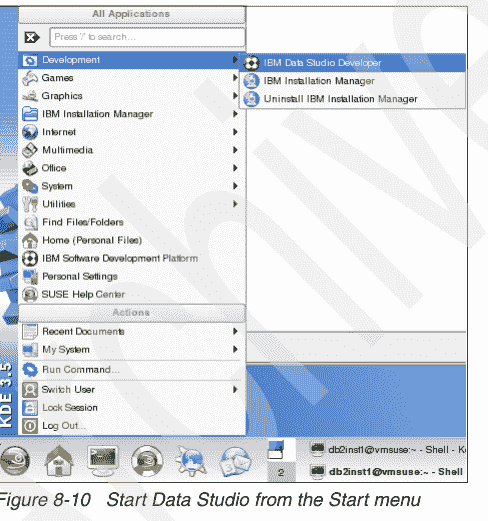 All Applications
Press '/' to search...
Development
Games
Graphics
IBM Installation Manager
Internet
Multimedia
Office
System
Utilities
Find Files/Folders
Home (Personal Files)
IBM Software Development Platform
Personal Settings
SUSE Help Center
Actions
Recent Documents
My System
Run Command...
Switch User
Lock Session
Log Out...
IBM Data Studio Developer
IBM Installation Manager
Uninstall IBM Installation Manager
KDE 3.5
2
db2inst1@vmsuse:~ - Shell - K
db2inst1@vmsuse:~ - Shell
Figure 8-10 Start Data Studio from the Start menu